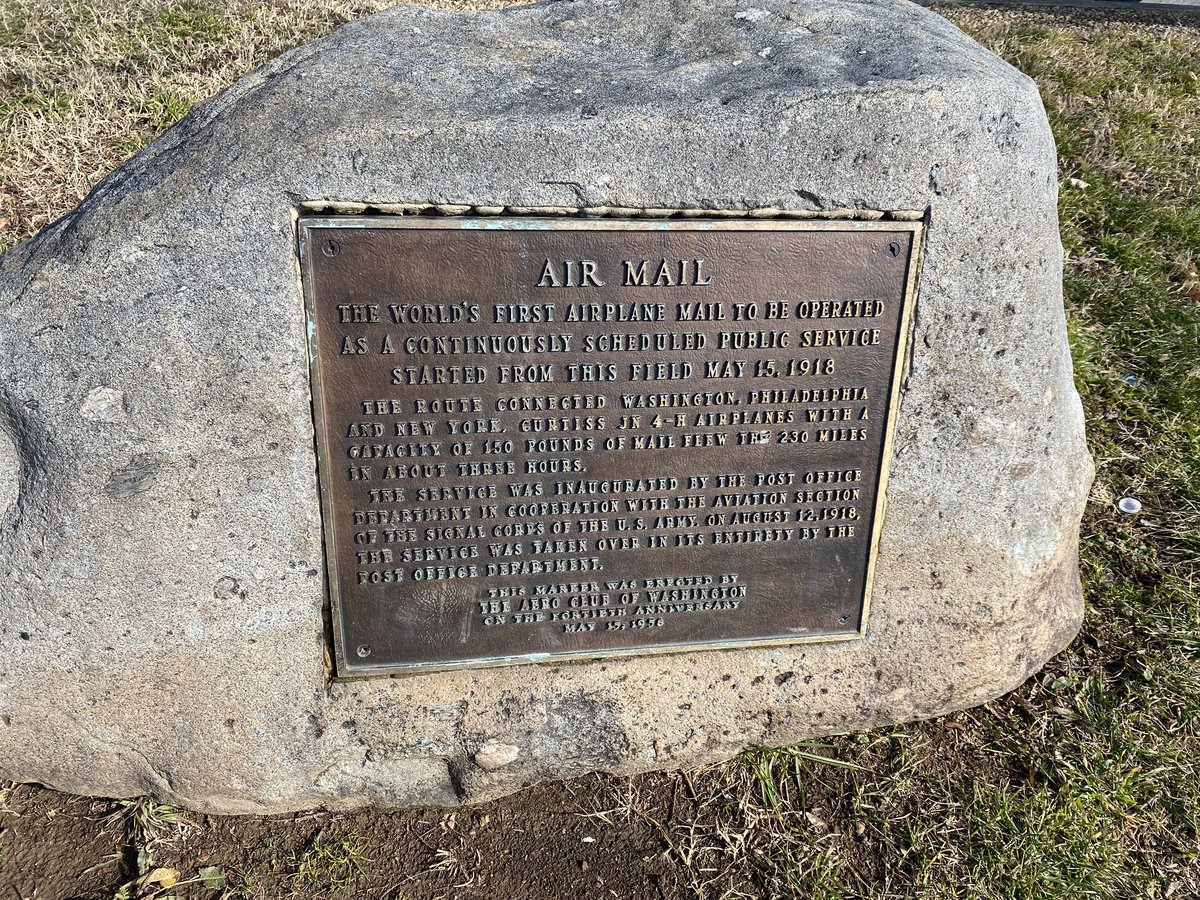 AIR MAIL
THE WORLD'S FIRST AIRPLANE MAIL TO BE OPERATED
AS A CONTINUOUSLY SCHEDULED PUBLIC SERVICE
STARTED FROM THIS FIELD MAY 15, 1918
THE ROUTE CONNECTED WASHINGTON, PHILADELPHIA
AND NEW YORK. CURTISS JN 4-H AIRPLANES WITH A
CAPACITY OF 150 POUNDS OF MAIL FLEW THE 230 MILES
IN ABOUT THREE HOURS.
THE SERVICE WAS INAUGURATED BY THE POST OFFICE
DEPARTMENT IN COOPERATION WITH THE AVIATION SECTION
OF THE SIGNAL CORPS OF THE U.S. ARMY. ON AUGUST 12, 1918,
THE SERVICE WAS TAKEN OVER IN ITS ENTIRETY BY THE
POST OFFICE DEPARTMENT.
THIS MARKER WAS ERECTED BY
THE AERO CLUB OF WASHINGTON
ON THE FORTIETH ANNIVERSARY
MAY 15, 1958